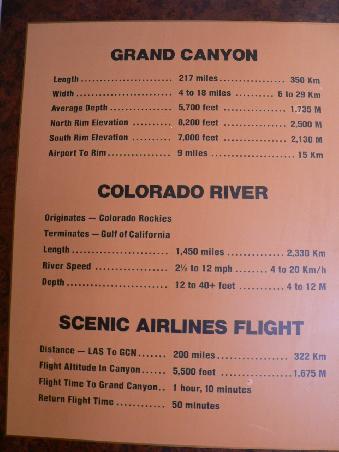 GRAND CANYON
Length ........................ 217 miles ........................ 350 Km
Width ........................ 4 to 18 miles ............ 6 to 29 Km
Average Depth ............ 5,700 feet ............ 1,735 M
North Rim Elevation ........ 8,200 feet ............ 2,500 M
South Rim Elevation ........ 7,000 feet ............ 2,130 M
Airport To Rim ............ 9 miles ........................ 15 Km
COLORADO RIVER
Originates — Colorado Rockies
Terminates — Gulf of California
Length ........................ 1,450 miles ............ 2,330 Km
River Speed ............ 2½ to 12 mph ........ 4 to 20 Km/h
Depth ........................ 12 to 40+ feet ............ 4 to 12 M
SCENIC AIRLINES FLIGHT
Distance — LAS To GCN ....... 200 miles ............ 322 Km
Flight Altitude In Canyon ..... 5,500 feet ............ 1,675 M
Flight Time To Grand Canyon .. 1 hour, 10 minutes
Return Flight Time ............ 50 minutes